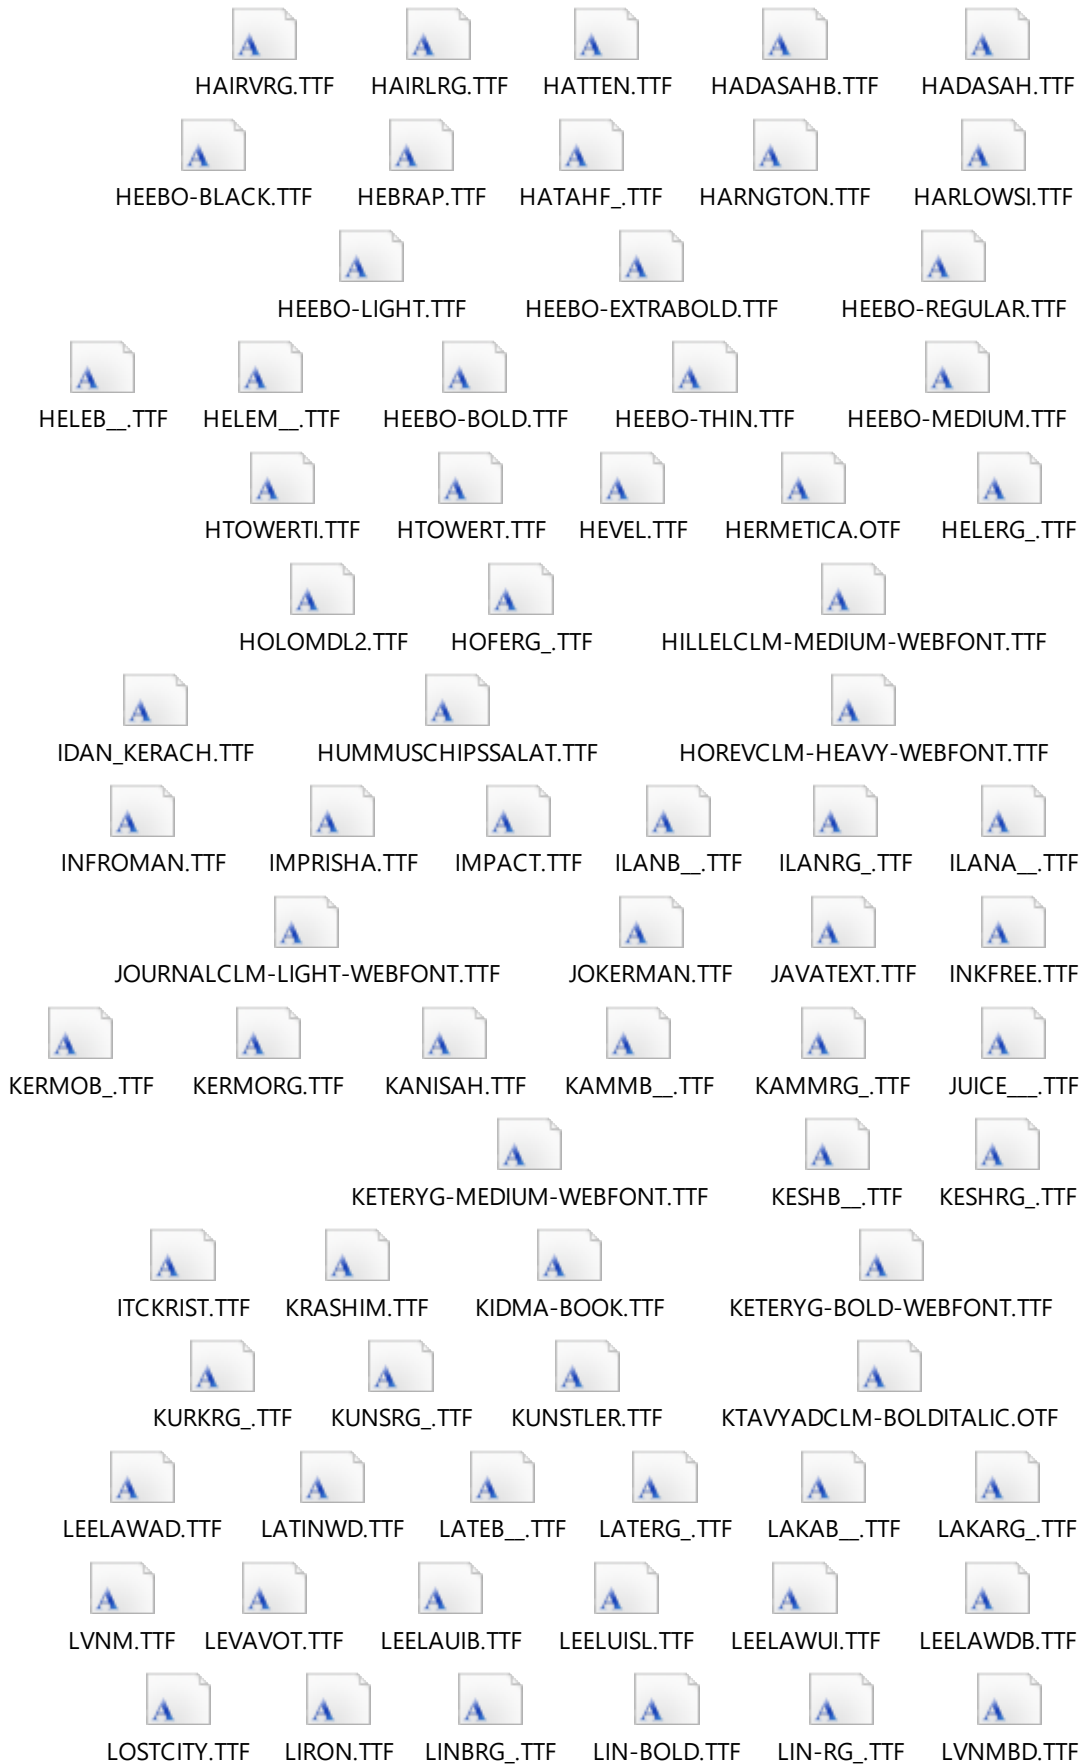 HAIRVRG.TTF HAIRLRG.TTF HATTEN.TTF HADASAHB.TTF HADASAH.TTF
HEEBO-BLACK.TTF HEBRAP.TTF HATAHF_.TTF HARNGTON.TTF HARLOWSI.TTF
HEEBO-LIGHT.TTF HEEBO-EXTRABOLD.TTF HEEBO-REGULAR.TTF
HELEB__.TTF HELEM__.TTF HEEBO-BOLD.TTF HEEBO-THIN.TTF HEEBO-MEDIUM.TTF
HTOWERTI.TTF HTOWERT.TTF HEVEL.TTF HERMETICA.OTF HELERG_.TTF
HOLOMDL2.TTF HOFERG_.TTF HILLELCLM-MEDIUM-WEBFONT.TTF
IDAN_KERACH.TTF HUMMUSCHIPSSALAT.TTF HOREVCLM-HEAVY-WEBFONT.TTF
INFROMAN.TTF IMPRISHA.TTF IMPACT.TTF ILANB__.TTF ILANRG_.TTF ILANA__.TTF
JOURNALCLM-LIGHT-WEBFONT.TTF JOKERMAN.TTF JAVATEXT.TTF INKFREE.TTF
KERMOB_.TTF KERMORG.TTF KANISAH.TTF KAMMB__.TTF KAMMRG_.TTF JUICE___.TTF
KETERYG-MEDIUM-WEBFONT.TTF KESHB__.TTF KESHRG_.TTF
ITCKRIST.TTF KRASHIM.TTF KIDMA-BOOK.TTF KETERYG-BOLD-WEBFONT.TTF
KURKRG_.TTF KUNSRG_.TTF KUNSTLER.TTF KTAVYADCLM-BOLDITALIC.OTF
LEELAWAD.TTF LATINWD.TTF LATEB__.TTF LATERG_.TTF LAKAB__.TTF LAKARG_.TTF
LVNM.TTF LEVAVOT.TTF LEELAUIB.TTF LEELUISL.TTF LEELAWUI.TTF LEELAWDB.TTF
LOSTCITY.TTF LIRON.TTF LINBRG_.TTF LIN-BOLD.TTF LIN-RG_.TTF LVNMBD.TTF